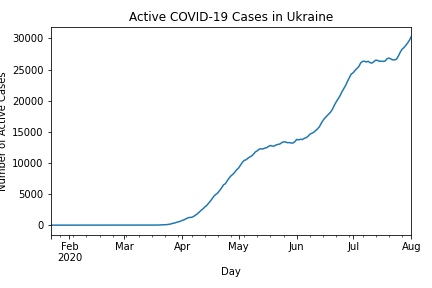 Active COVID-19 Cases in Ukraine
Number of Active Cases
30000
25000
20000
15000
10000
5000
0
Feb Mar Apr May Jun Jul Aug
2020
Day